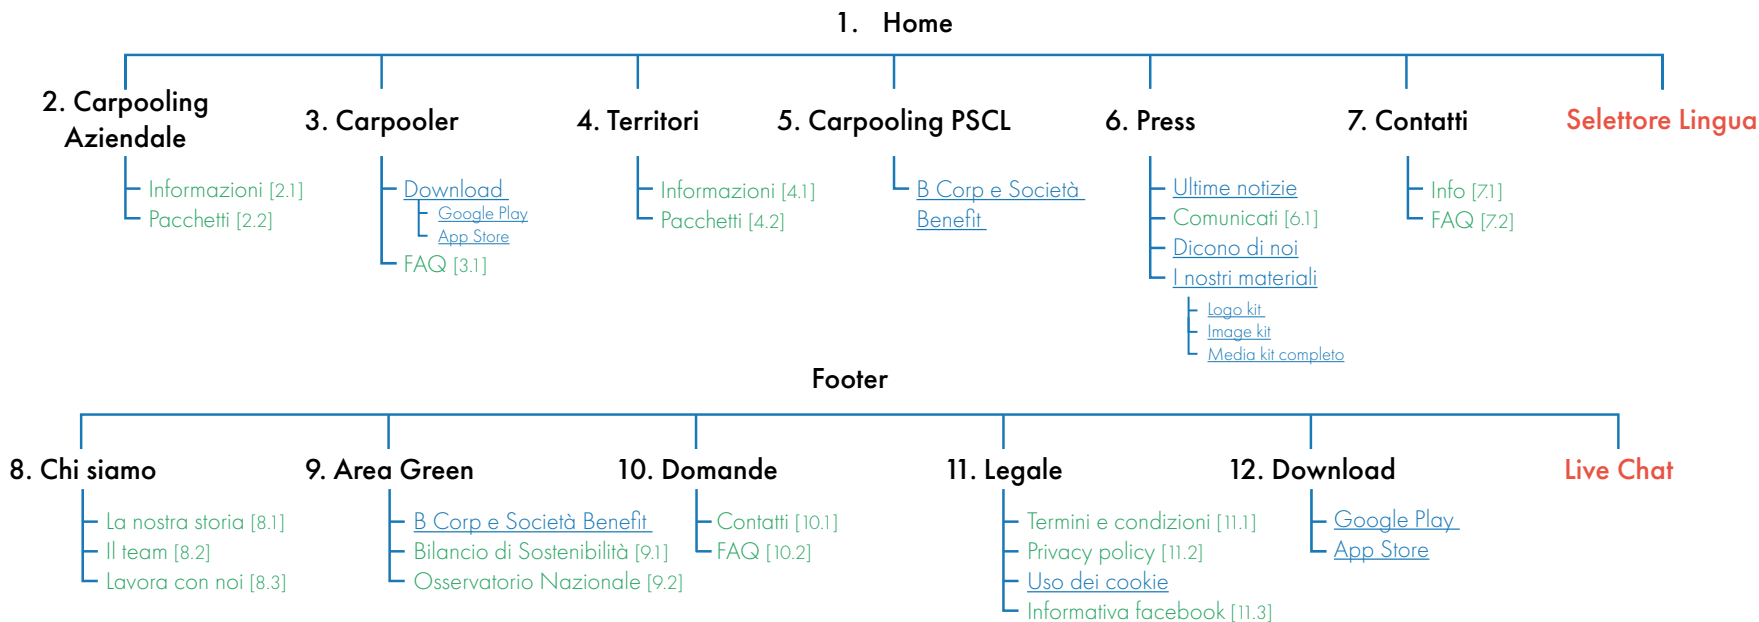 1. Home
2. Carpooling
Aziendale
Informazioni [2.1]
Pacchetti [2.2]
3. Carpooler
Download
Google Play
App Store
FAQ [3.1]
4. Territori
Informazioni [4.1]
Pacchetti [4.2]
5. Carpooling PSCL
B Corp e Società
Benefit
6. Press
Ultime notizie
Comunicati [6.1]
Dicono di noi
I nostri materiali
Logo kit
Image kit
Media kit completo
7. Contatti
Info [7.1]
FAQ [7.2]
Selettore Lingua
Footer
8. Chi siamo
La nostra storia [8.1]
Il team [8.2]
Lavora con noi [8.3]
9. Area Green
B Corp e Società Benefit
Bilancio di Sostenibilità [9.1]
Osservatorio Nazionale [9.2]
10. Domande
Contatti [10.1]
FAQ [10.2]
11. Legale
Termini e condizioni [11.1]
Privacy policy [11.2]
Uso dei cookie
Informativa facebook [11.3]
12. Download
Google Play
App Store
Live Chat